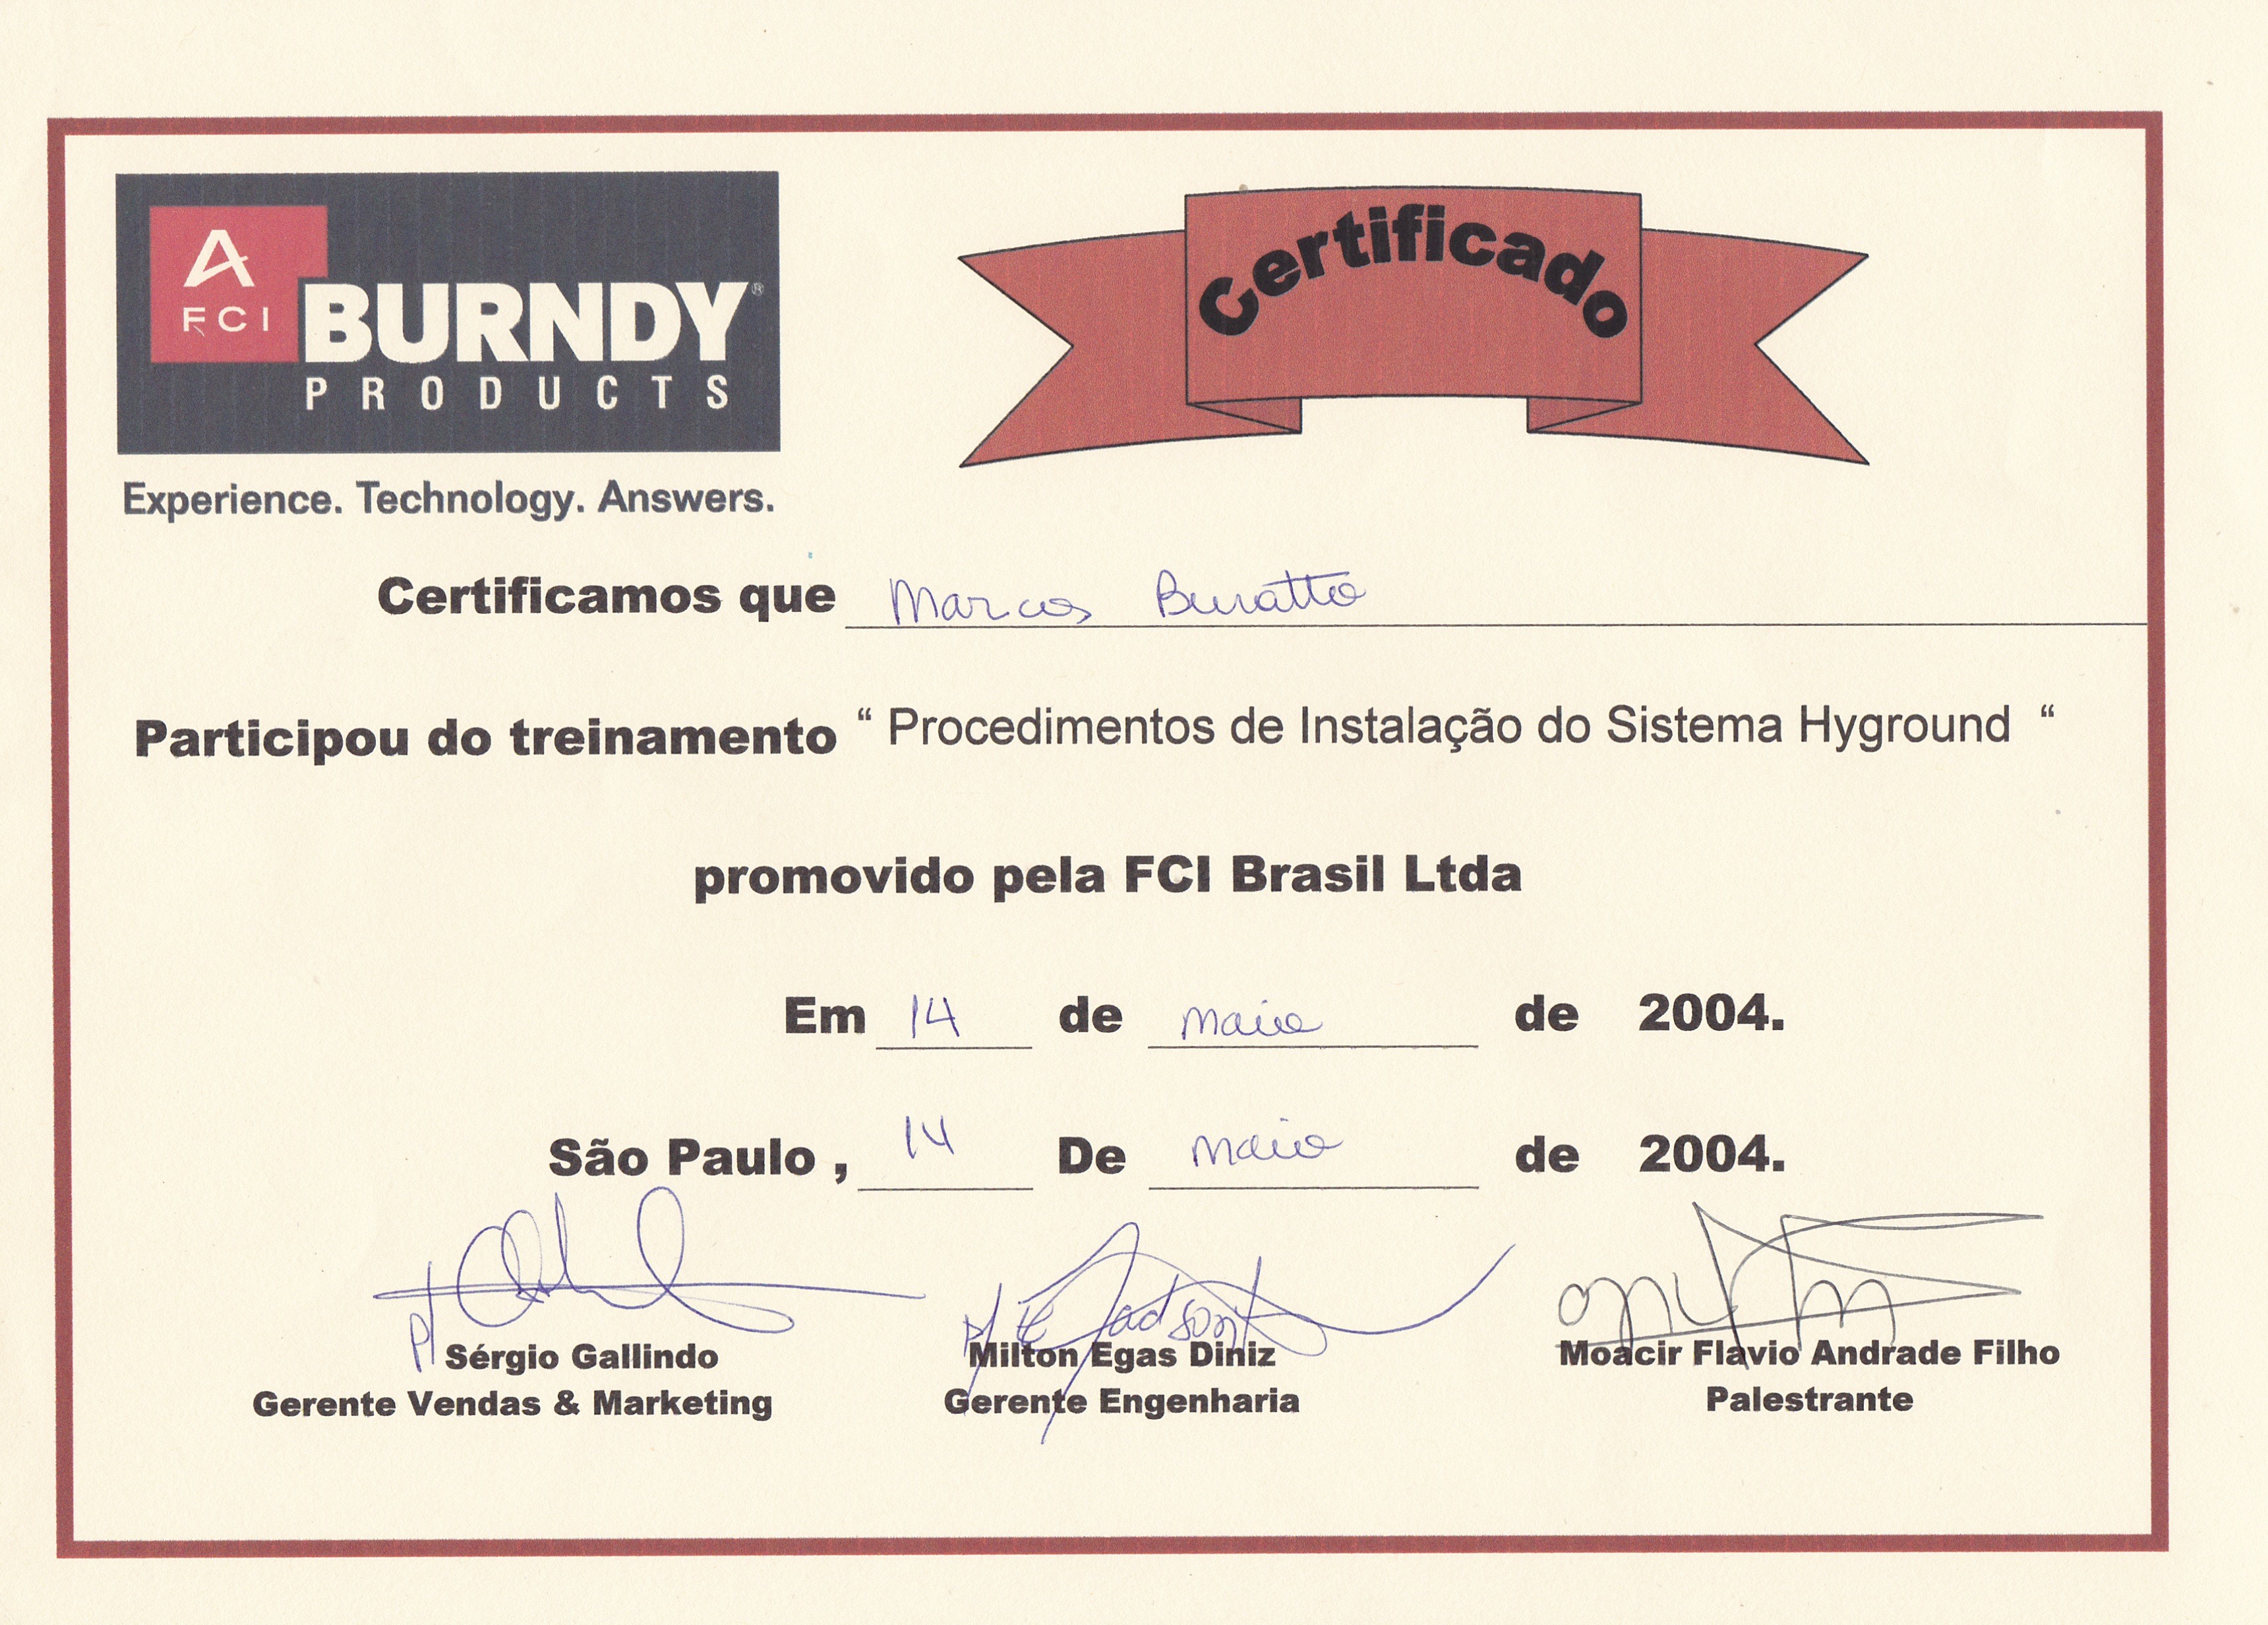 A
FCI
BURNDY®
PRODUCTS
Experience. Technology. Answers.
Certificado
Certificamos que Marcos Buratto
Participou do treinamento “ Procedimentos de Instalação do Sistema Hyground “
promovido pela FCI Brasil Ltda
Em 14 de maio de 2004.
São Paulo , 14 De maio de 2004.
p/
p/
Sérgio Gallindo
Gerente Vendas & Marketing
Milton Egas Diniz
Gerente Engenharia
Moacir Flavio Andrade Filho
Palestrante